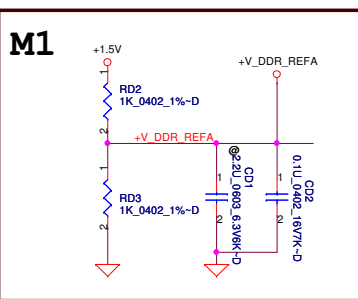 M1
+1.5V
+V_DDR_REFA
1
RD2
1K_0402_1%~D
2
+V_DDR_REFA
1
RD3
1K_0402_1%~D
2
1
2
CD1
@2.2U_0603_6.3V6K~D
1
2
CD2
0.1U_0402_16V7K~D